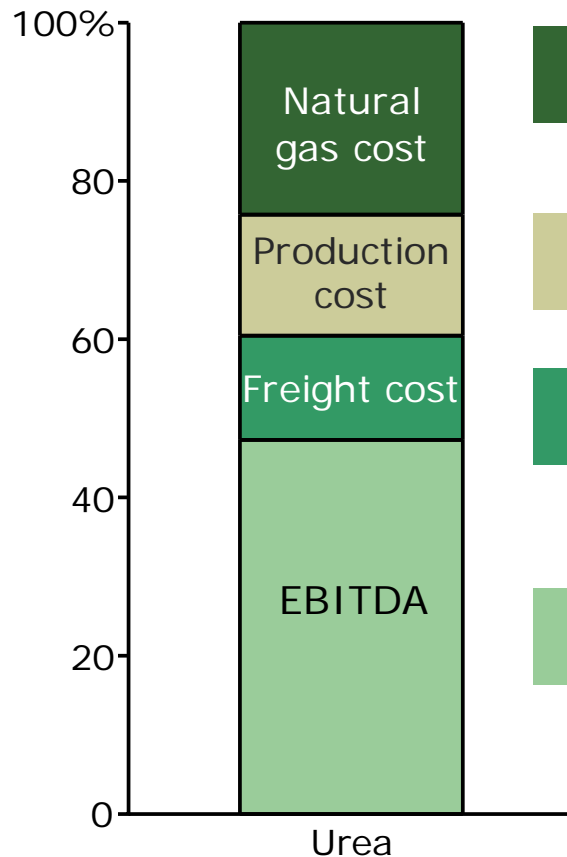 100%
Natural
gas cost
80
Production
cost
60
Freight cost
40
EBITDA
20
0
Urea